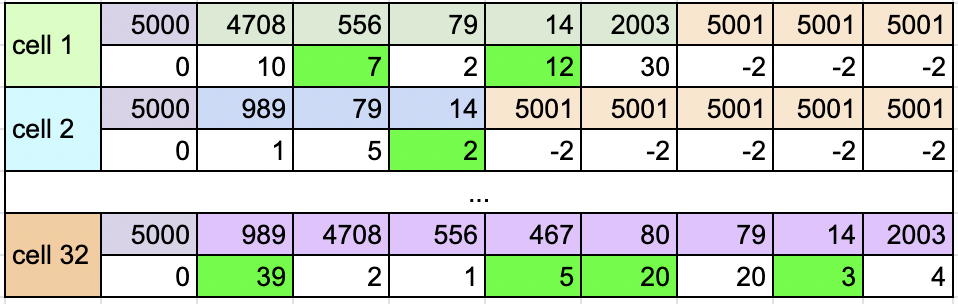 cell 1 5000 4708 556 79 14 2003 5001 5001 5001
0 10 7 2 12 30 -2 -2 -2
cell 2 5000 989 79 14 5001 5001 5001 5001 5001
0 1 5 2 -2 -2 -2 -2 -2
...
cell 32 5000 989 4708 556 467 80 79 14 2003
0 39 2 1 5 20 20 3 4